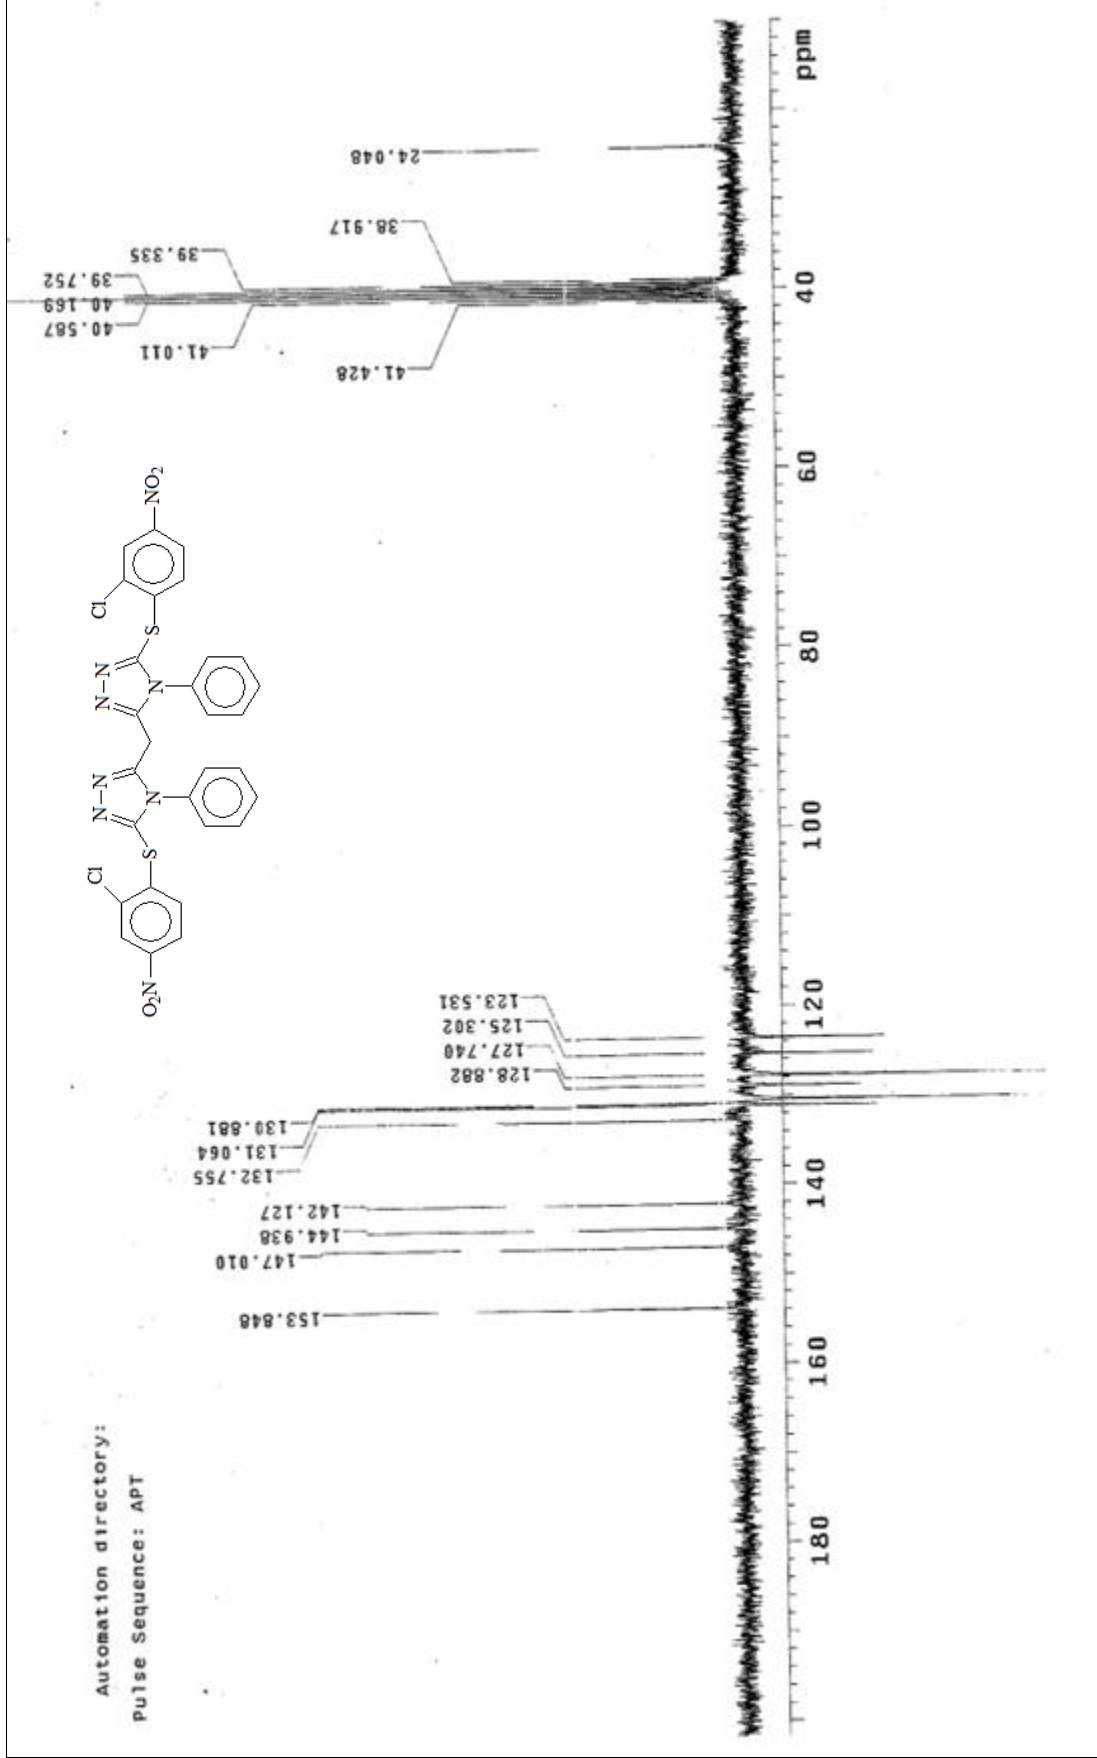 Automation directory:
Pulse Sequence: APT
153.848
147.010
144.938
142.127
132.755
131.064
130.881
128.882
127.740
125.302
123.531
41.428
41.011
40.587
40.169
39.752
39.335
38.917
24.048
O2N
Cl
S
N–N
N
N–N
N
S
Cl
NO2
180
160
140
120
100
80
60
40
ppm